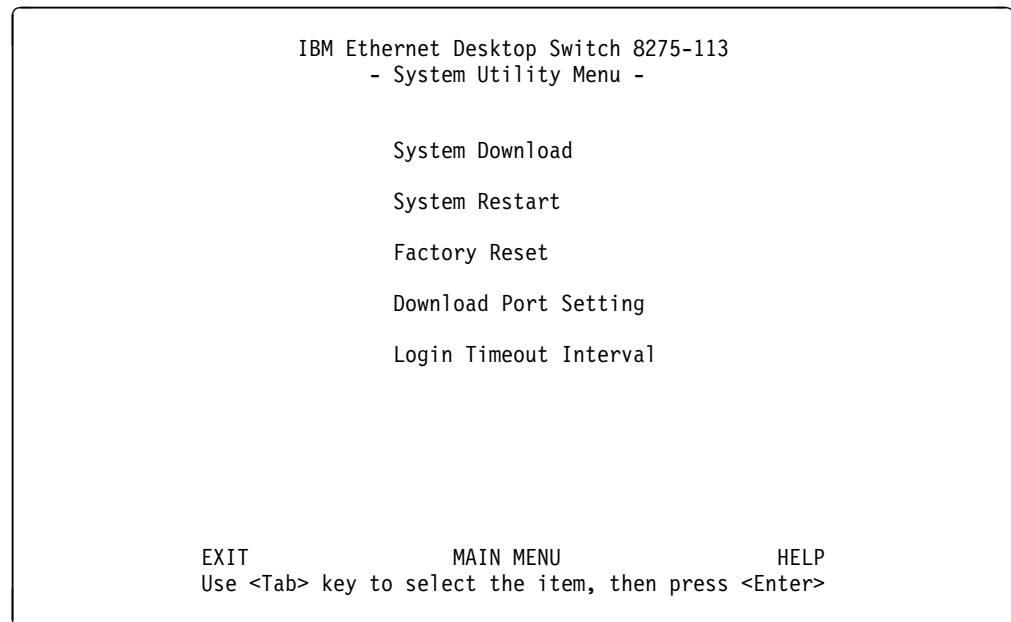 IBM Ethernet Desktop Switch 8275-113
- System Utility Menu -
System Download
System Restart
Factory Reset
Download Port Setting
Login Timeout Interval
EXIT MAIN MENU HELP
Use <Tab> key to select the item, then press <Enter>